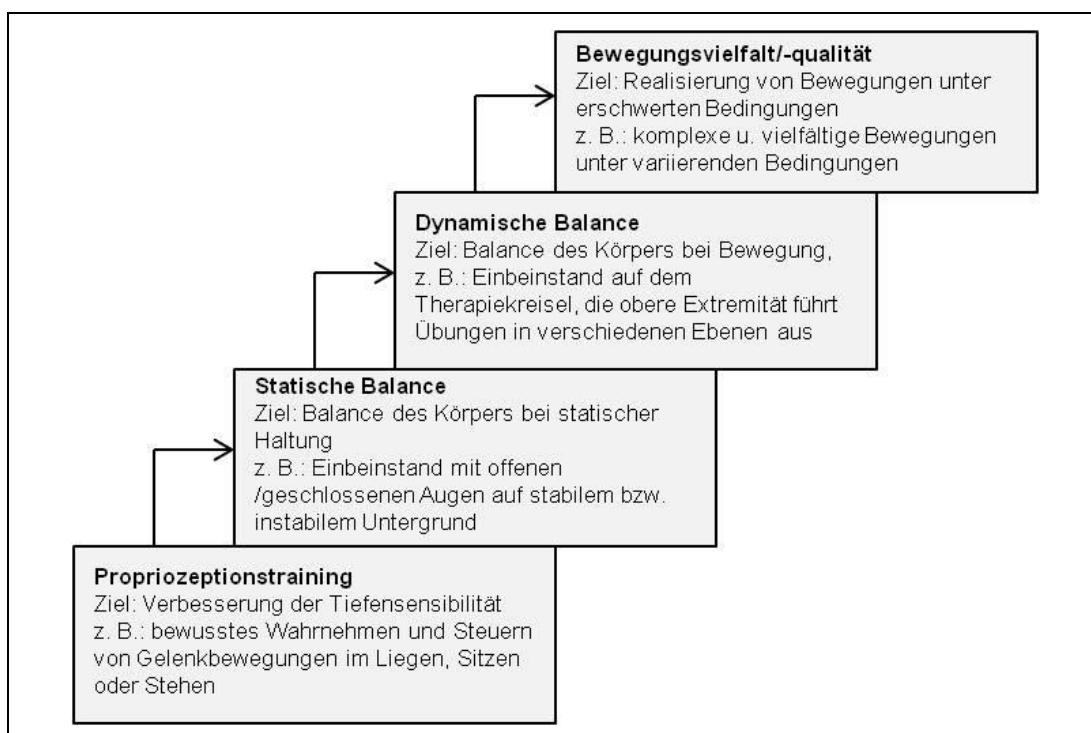 Bewegungsvielfalt/-qualität
Ziel: Realisierung von Bewegungen unter
erschwerten Bedingungen
z. B.: komplexe u. vielfältige Bewegungen
unter variierenden Bedingungen
Dynamische Balance
Ziel: Balance des Körpers bei Bewegung,
z. B.: Einbeinstand auf dem
Therapiekreisel, die obere Extremität führt
Übungen in verschiedenen Ebenen aus
Statische Balance
Ziel: Balance des Körpers bei statischer
Haltung
z. B.: Einbeinstand mit offenen
/geschlossenen Augen auf stabilem bzw.
instabilem Untergrund
Propriozeptionstraining
Ziel: Verbesserung der Tiefensensibilität
z. B.: bewusstes Wahrnehmen und Steuern
von Gelenkbewegungen im Liegen, Sitzen
oder Stehen